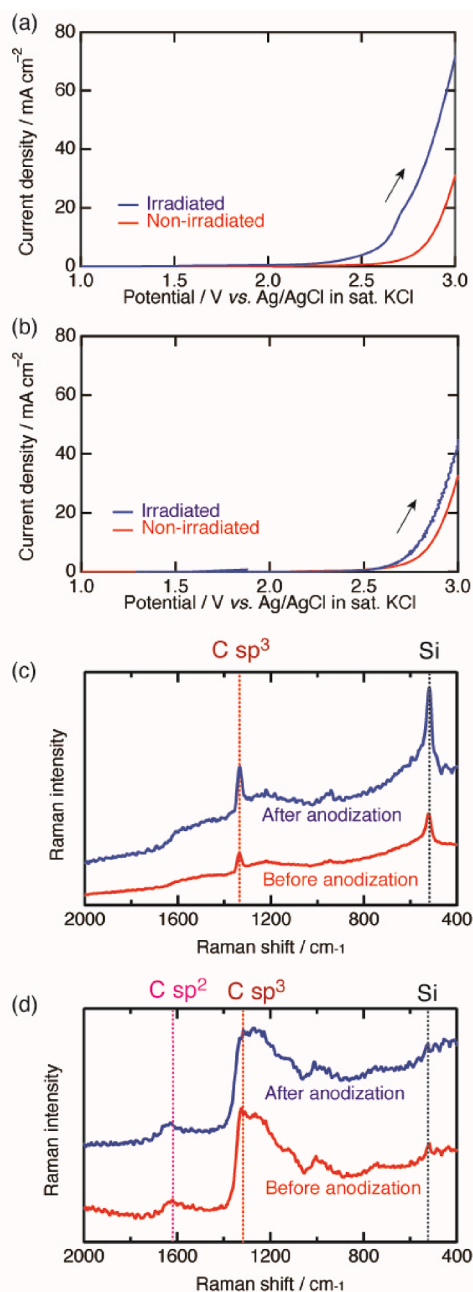 (a)
80
60
40
20
0
Current density / mA cm⁻²
Irradiated
Non-irradiated
1.0 1.5 2.0 2.5 3.0
Potential / V vs. Ag/AgCl in sat. KCl
(b)
80
60
40
20
0
Current density / mA cm⁻²
Irradiated
Non-irradiated
1.0 1.5 2.0 2.5 3.0
Potential / V vs. Ag/AgCl in sat. KCl
(c)
C sp³ Si
Raman intensity
After anodization
Before anodization
2000 1600 1200 800 400
Raman shift / cm-1
(d)
C sp² C sp³ Si
Raman intensity
After anodization
Before anodization
2000 1600 1200 800 400
Raman shift / cm-1